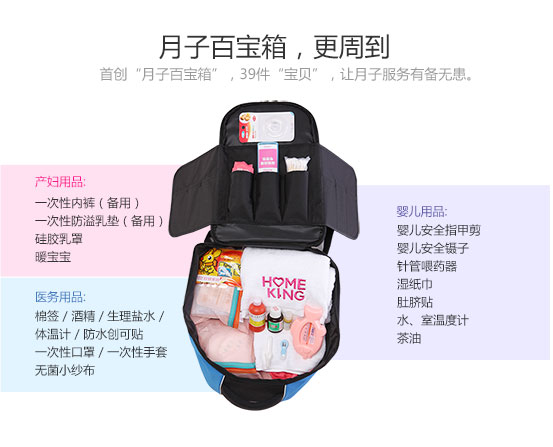 月子百宝箱，更周到
首创“月子百宝箱”，39件“宝贝”，让月子服务有备无患。
产妇用品:
一次性内裤（备用）
一次性防溢乳垫（备用）
硅胶乳罩
暖宝宝
医务用品:
棉签 / 酒精 / 生理盐水 /
体温计 / 防水创可贴
一次性口罩 / 一次性手套
无菌小纱布
婴儿用品:
婴儿安全指甲剪
婴儿安全镊子
针管喂药器
湿纸巾
肚脐贴
水、室温度计
茶油
HOME
KING